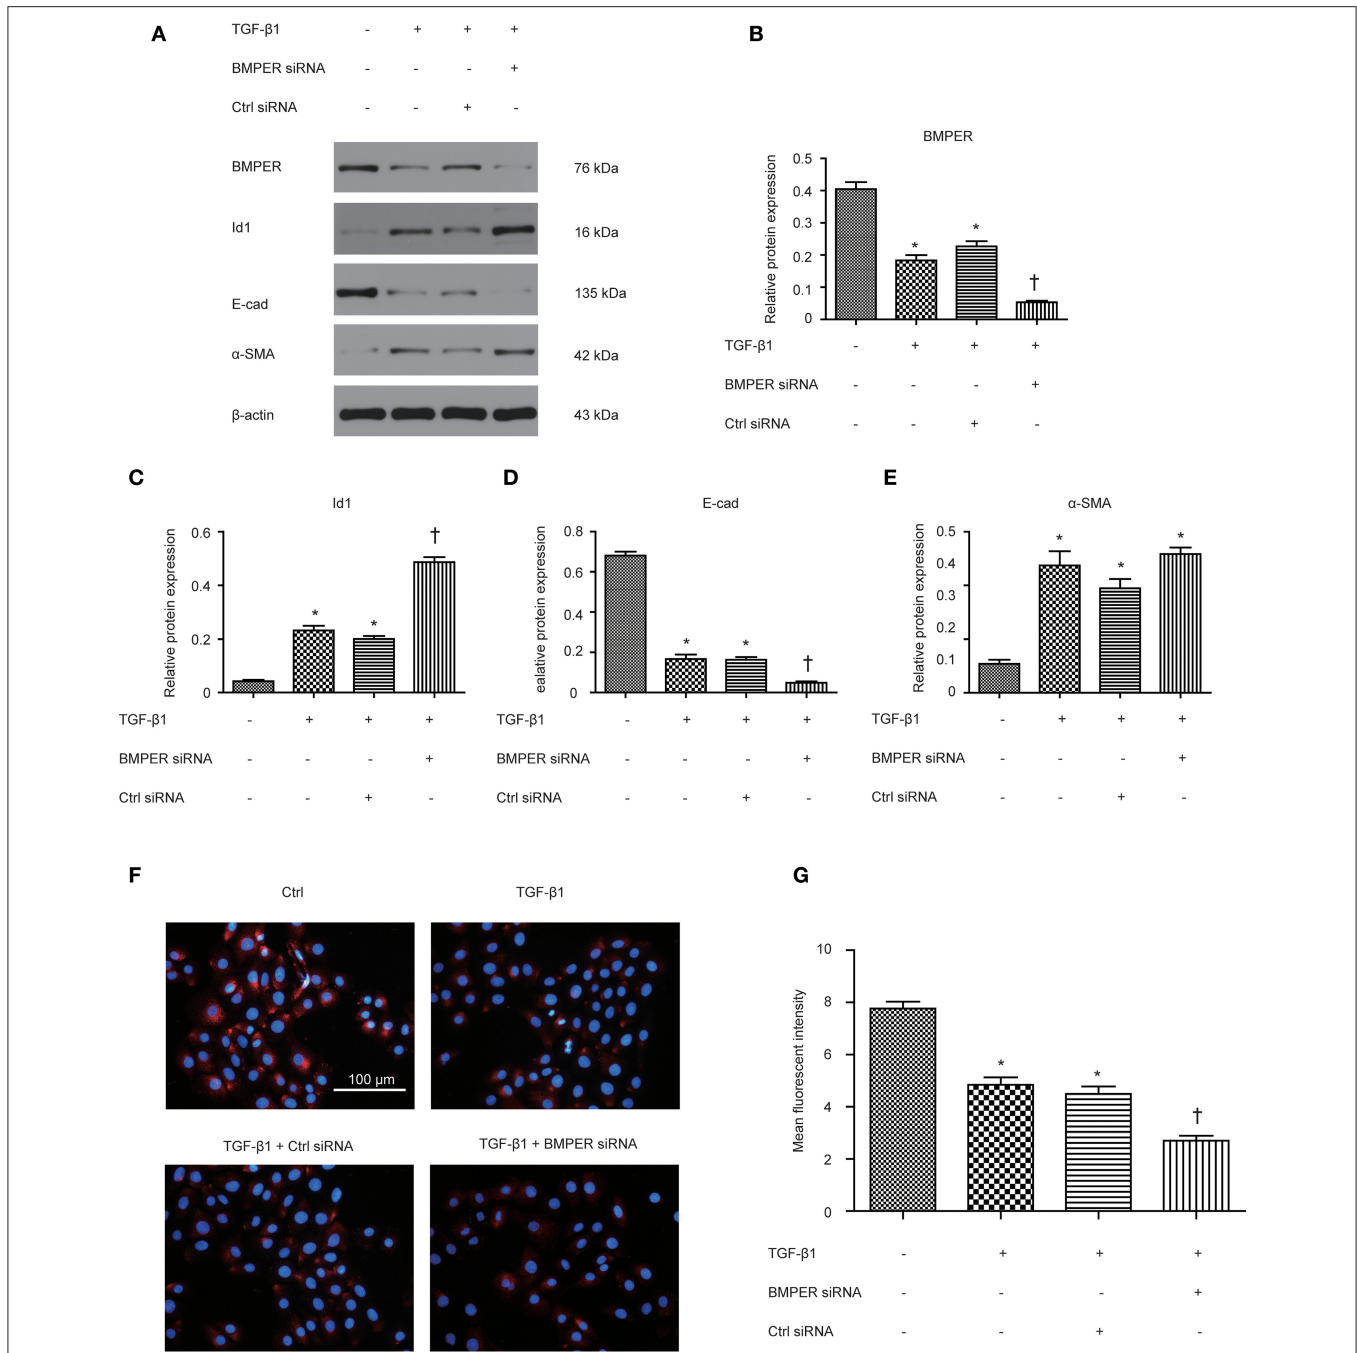 A
TGF-β1 - + + +
BMPER siRNA - - - +
Ctrl siRNA - - + -
BMPER 76 kDa
Id1 16 kDa
E-cad 135 kDa
α-SMA 42 kDa
β-actin 43 kDa
B
BMPER
Relative protein expression
0.5
0.4
0.3
0.2
0.1
0
* * †
TGF-β1 - + + +
BMPER siRNA - - - +
Ctrl siRNA - - + -
C
Id1
Relative protein expression
0.6
0.4
0.2
0
* * †
TGF-β1 - + + +
BMPER siRNA - - - +
Ctrl siRNA - - + -
D
E-cad
ealative protein expression
0.8
0.6
0.4
0.2
0
* * †
TGF-β1 - + + +
BMPER siRNA - - - +
Ctrl siRNA - - + -
E
α-SMA
Relative protein expression
0.5
0.4
0.3
0.2
0.1
0
* * *
TGF-β1 - + + +
BMPER siRNA - - - +
Ctrl siRNA - - + -
F
Ctrl TGF-β1
100 μm
TGF-β1 + Ctrl siRNA TGF-β1 + BMPER siRNA
G
Mean fluorescent intensity
10
8
6
4
2
0
* * †
TGF-β1 - + + +
BMPER siRNA - - - +
Ctrl siRNA - - + -